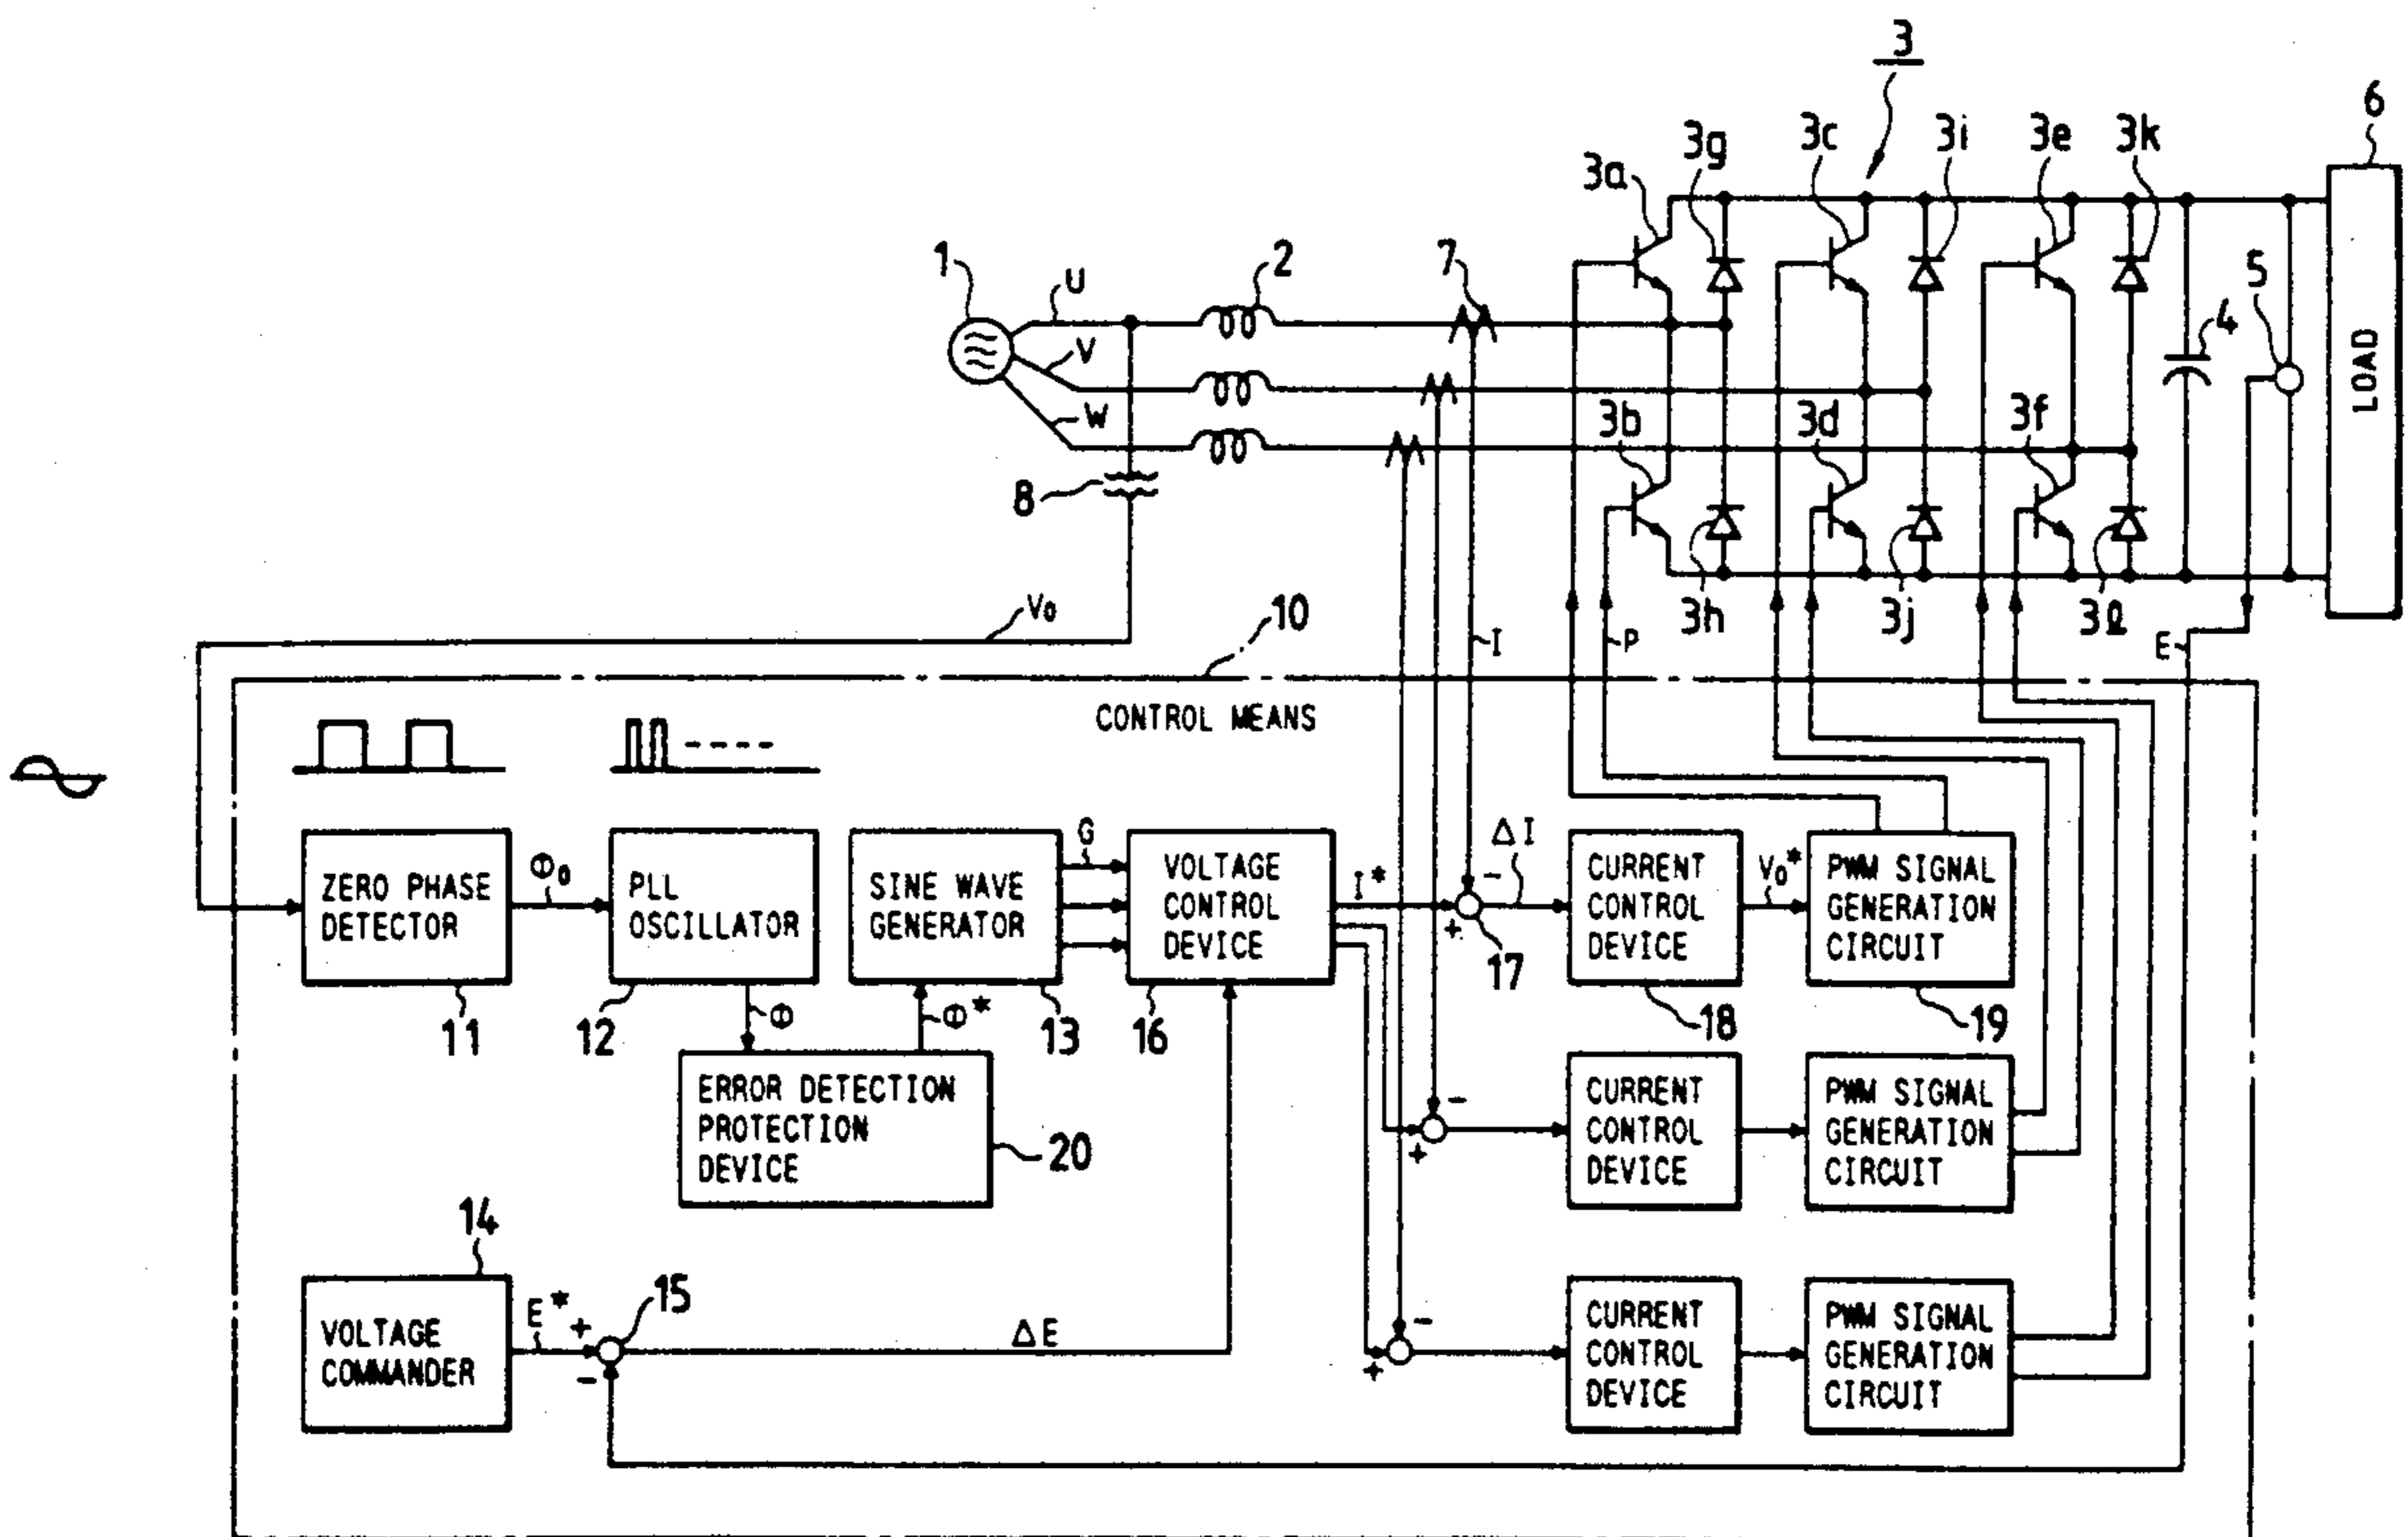 3
6
3a
3g
3c
3i
3e
3k
1
U
2
7
5
4
V
W
LOAD
3b
3d
3f
8
3h
3j
3ℓ
V₀
10
I
P
E
CONTROL MEANS
ZERO PHASE
DETECTOR
Φ₀
PLL
OSCILLATOR
SINE WAVE
GENERATOR
G
VOLTAGE
CONTROL
DEVICE
I*
-
+
ΔI
17
CURRENT
CONTROL
DEVICE
V₀*
PWM SIGNAL
GENERATION
CIRCUIT
11
12
Φ
Φ*
13
16
18
19
ERROR DETECTION
PROTECTION
DEVICE
20
-
+
CURRENT
CONTROL
DEVICE
PWM SIGNAL
GENERATION
CIRCUIT
14
VOLTAGE
COMMANDER
E*
+
-
15
ΔE
-
+
CURRENT
CONTROL
DEVICE
PWM SIGNAL
GENERATION
CIRCUIT